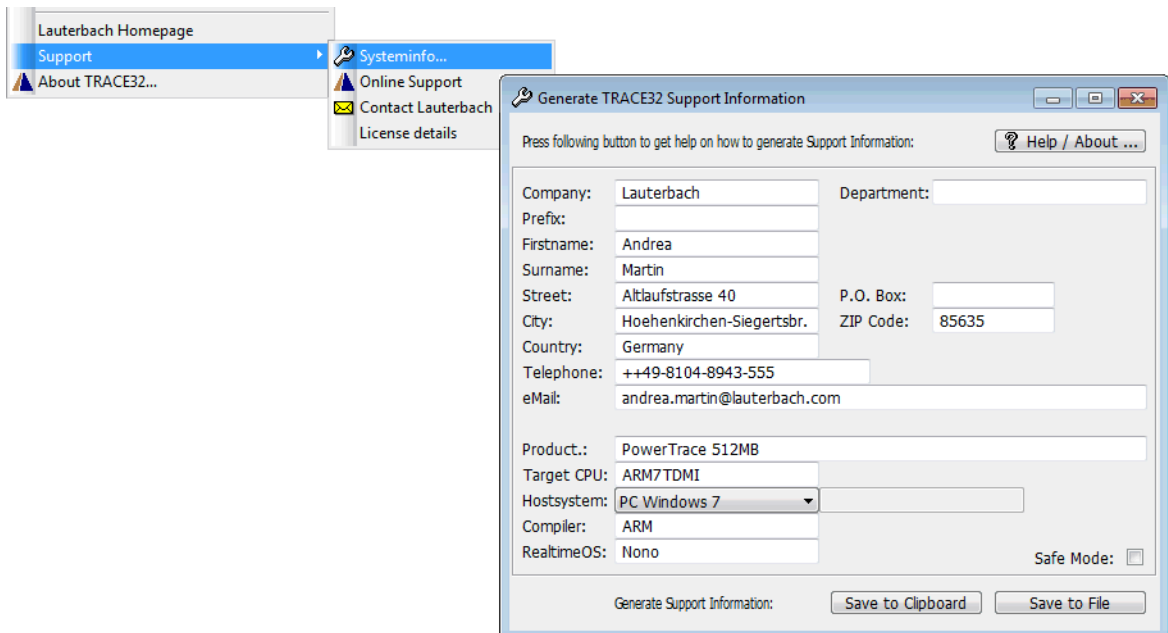 Lauterbach Homepage
Support
About TRACE32...
Systeminfo...
Online Support
Contact Lauterbach
License details
Generate TRACE32 Support Information
Press following button to get help on how to generate Support Information: Help / About ...
Company: Lauterbach Department:
Prefix:
Firstname: Andrea
Surname: Martin
Street: Altlaufstrasse 40 P.O. Box:
City: Hoehenkirchen-Siegertsbr. ZIP Code: 85635
Country: Germany
Telephone: ++49-8104-8943-555
eMail: andrea.martin@lauterbach.com
Product.: PowerTrace 512MB
Target CPU: ARM7TDMI
Hostsystem: PC Windows 7
Compiler: ARM
RealtimeOS: Nono
Safe Mode:
Generate Support Information: Save to Clipboard Save to File